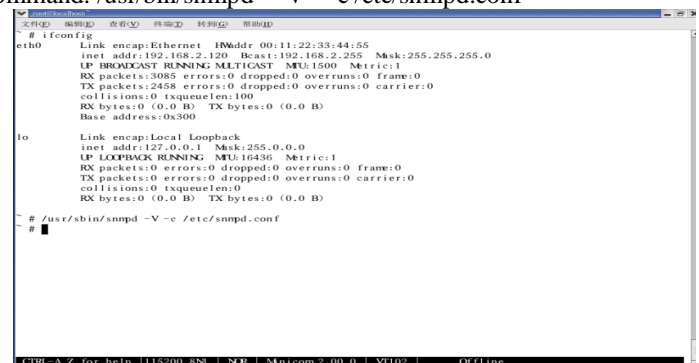 command: /usr/bin/snmpd – V – c /etc/snmpd.conf
root@localhost:~
文件(F) 编辑(E) 查看(V) 终端(T) 转到(G) 帮助(H)
~ # ifconfig
eth0 Link encap:Ethernet HWaddr 00:11:22:33:44:55
inet addr:192.168.2.120 Bcast:192.168.2.255 Mask:255.255.255.0
UP BROADCAST RUNNING MULTICAST MTU:1500 Metric:1
RX packets:3085 errors:0 dropped:0 overruns:0 frame:0
TX packets:2458 errors:0 dropped:0 overruns:0 carrier:0
collisions:0 txqueuelen:100
RX bytes:0 (0.0 B) TX bytes:0 (0.0 B)
Base address:0x300
lo Link encap:Local Loopback
inet addr:127.0.0.1 Mask:255.0.0.0
UP LOOPBACK RUNNING MTU:16436 Metric:1
RX packets:0 errors:0 dropped:0 overruns:0 frame:0
TX packets:0 errors:0 dropped:0 overruns:0 carrier:0
collisions:0 txqueuelen:0
RX bytes:0 (0.0 B) TX bytes:0 (0.0 B)
~ # /usr/sbin/snmpd -V -c /etc/snmpd.conf
~ #
CTRL-A Z for help |115200 8N1 | NOR | Minicom 2.00.0 | VT102 | Offline